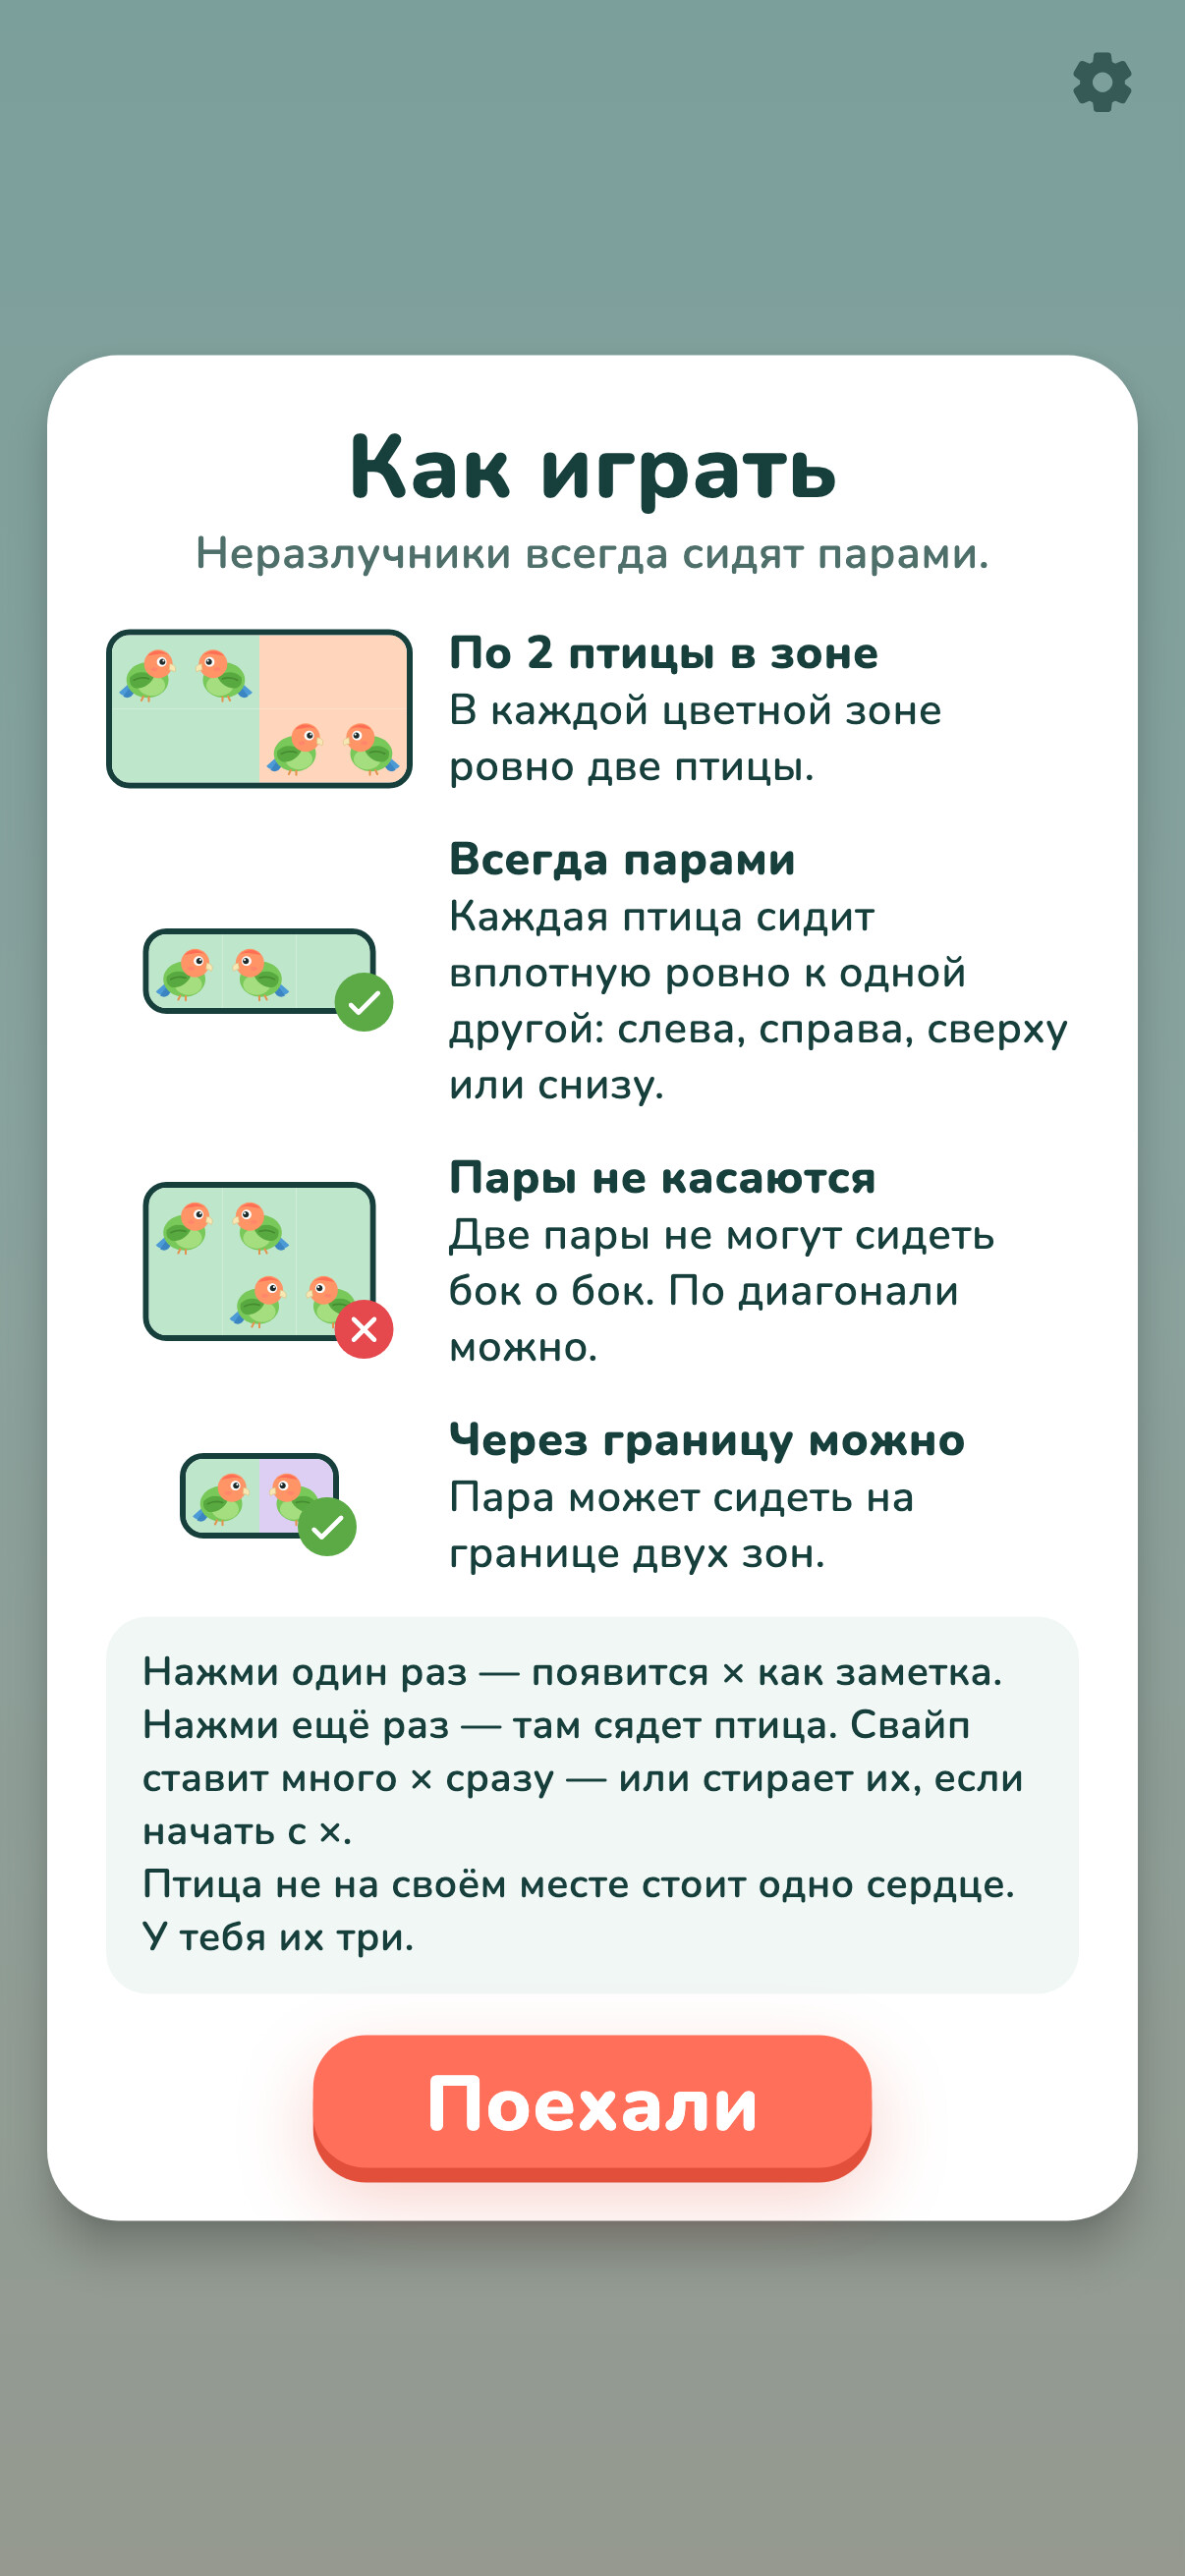 Как играть
Неразлучники всегда сидят парами.
По 2 птицы в зоне
В каждой цветной зоне
ровно две птицы.
Всегда парами
Каждая птица сидит
вплотную ровно к одной
другой: слева, справа, сверху
или снизу.
Пары не касаются
Две пары не могут сидеть
бок о бок. По диагонали
можно.
Через границу можно
Пара может сидеть на
границе двух зон.
Нажми один раз — появится × как заметка.
Нажми ещё раз — там сядет птица. Свайп
ставит много × сразу — или стирает их, если
начать с ×.
Птица не на своём месте стоит одно сердце.
У тебя их три.
Поехали